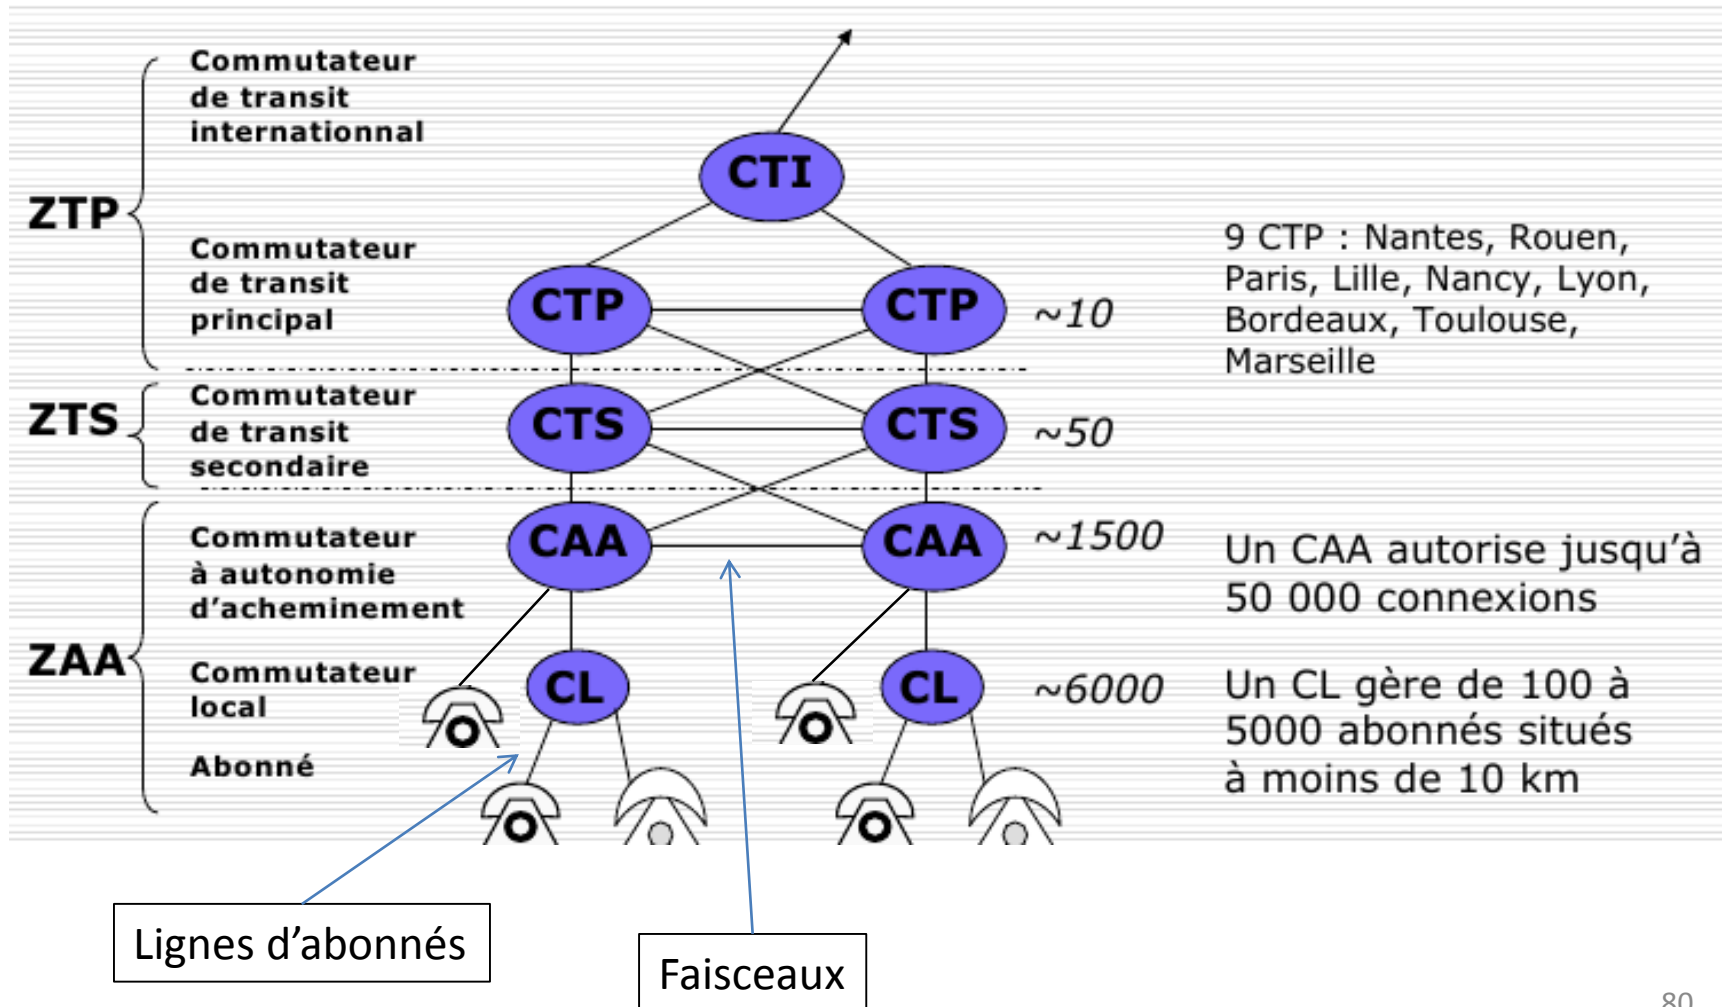 Commutateur
de transit
internationnal
CTI
ZTP
Commutateur
de transit
principal
CTP
CTP
~10
9 CTP : Nantes, Rouen,
Paris, Lille, Nancy, Lyon,
Bordeaux, Toulouse,
Marseille
ZTS
Commutateur
de transit
secondaire
CTS
CTS
~50
ZAA
Commutateur
à autonomie
d'acheminement
CAA
CAA
~1500
Un CAA autorise jusqu'à
50 000 connexions
Commutateur
local
CL
CL
~6000
Un CL gère de 100 à
5000 abonnés situés
à moins de 10 km
Abonné
Lignes d'abonnés
Faisceaux
80